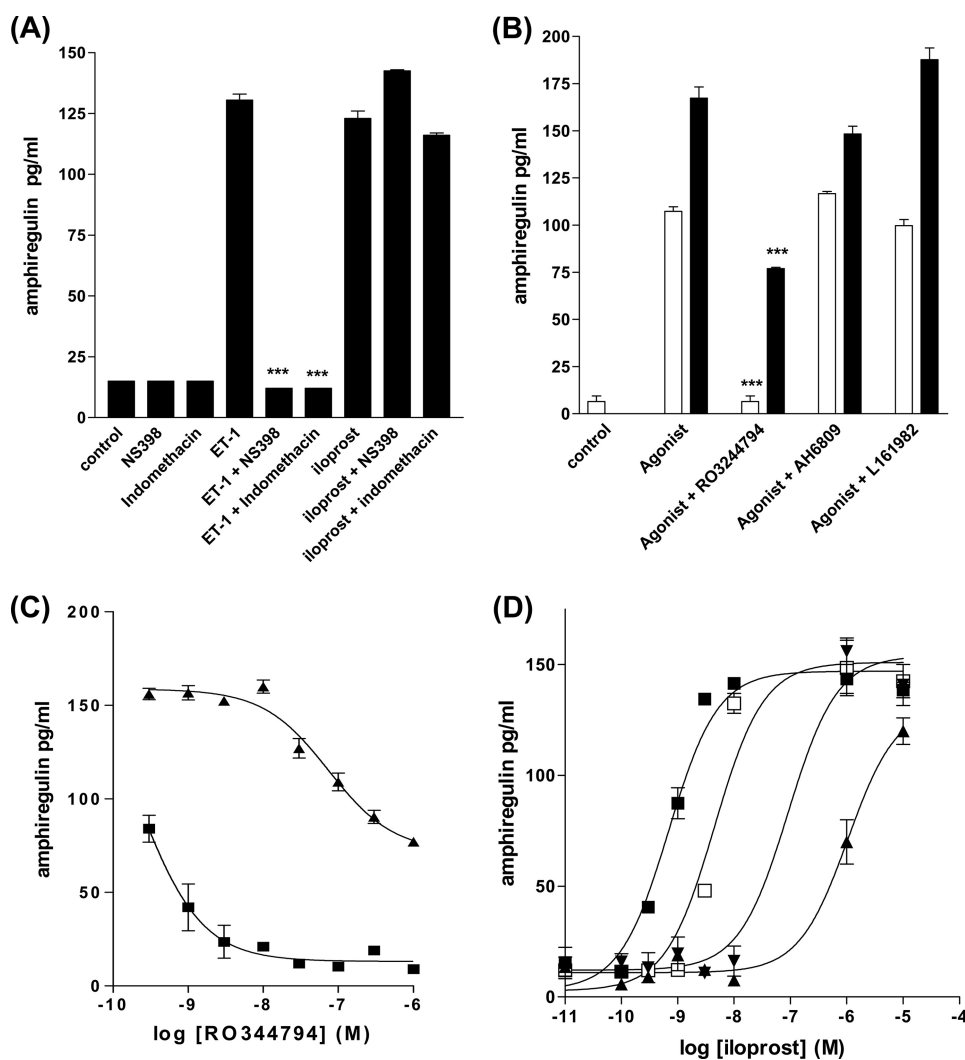 (A)
amphiregulin pg/ml
150
125
100
75
50
25
0
***
***
control
NS398
Indomethacin
ET-1
ET-1 + NS398
ET-1 + Indomethacin
iloprost
iloprost + NS398
iloprost + indomethacin
(B)
amphiregulin pg/ml
200
175
150
125
100
75
50
25
0
***
***
control
Agonist
Agonist + RO3244794
Agonist + AH6809
Agonist + L161982
(C)
amphiregulin pg/ml
200
150
100
50
0
-10
-9
-8
-7
-6
log [RO344794] (M)
(D)
amphiregulin pg/ml
150
100
50
0
-11
-10
-9
-8
-7
-6
-5
-4
log [iloprost] (M)